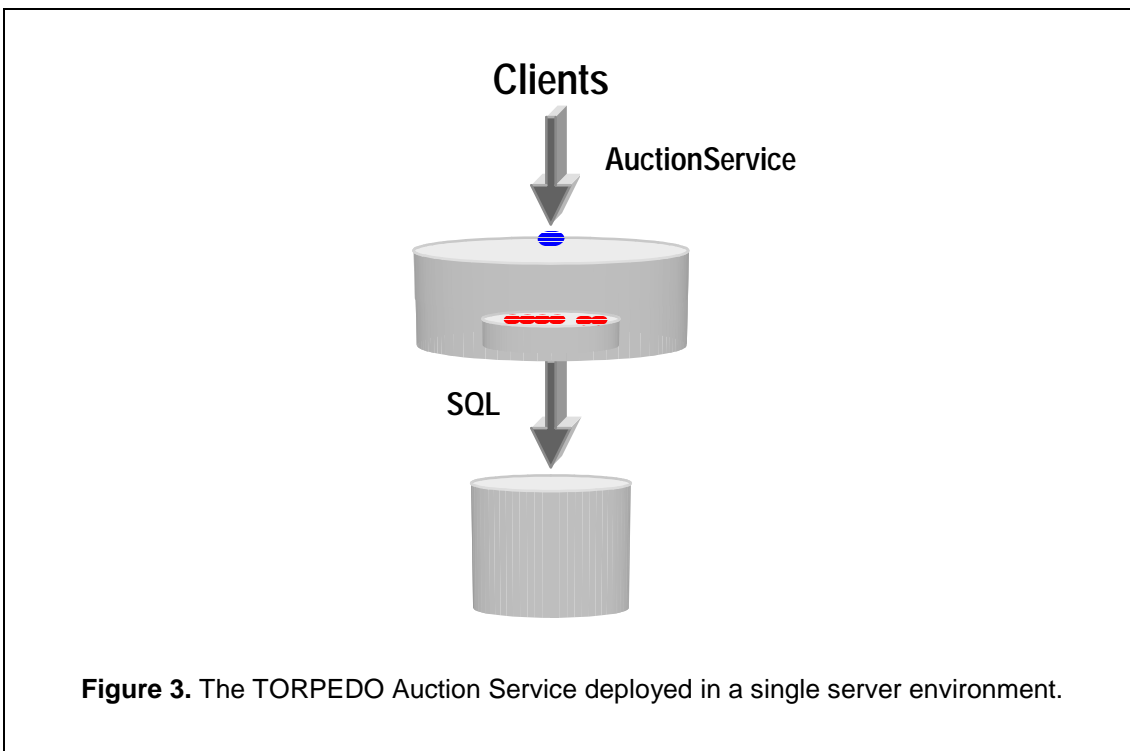 Clients
AuctionService
SQL
Figure 3. The TORPEDO Auction Service deployed in a single server environment.